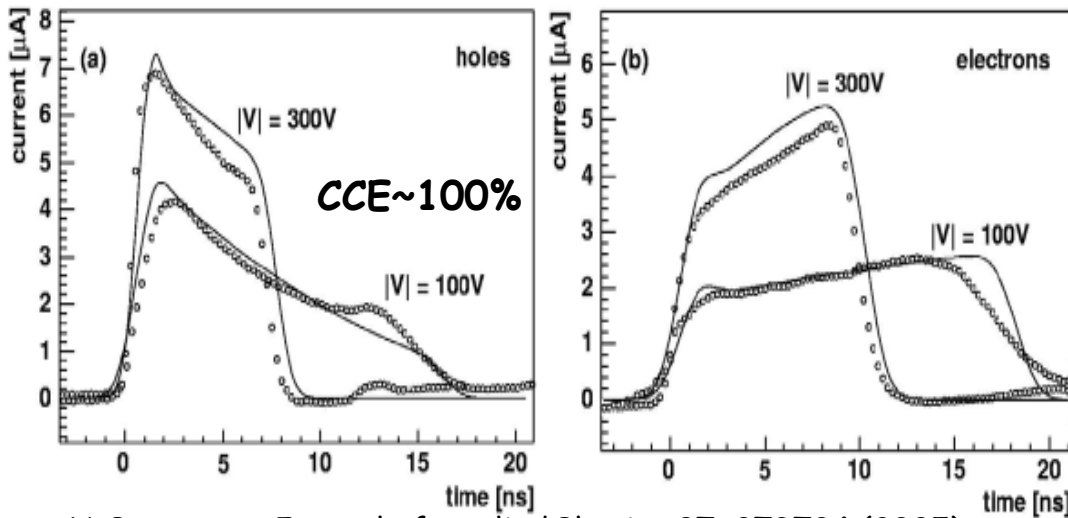 current [μA]
8
7
6
5
4
3
2
1
0
(a)
holes
|V| = 300V
CCE~100%
|V| = 100V
0 5 10 15 20
time [ns]
current [μA]
6
5
4
3
2
1
0
(b)
electrons
|V| = 300V
|V| = 100V
0 5 10 15 20
time [ns]